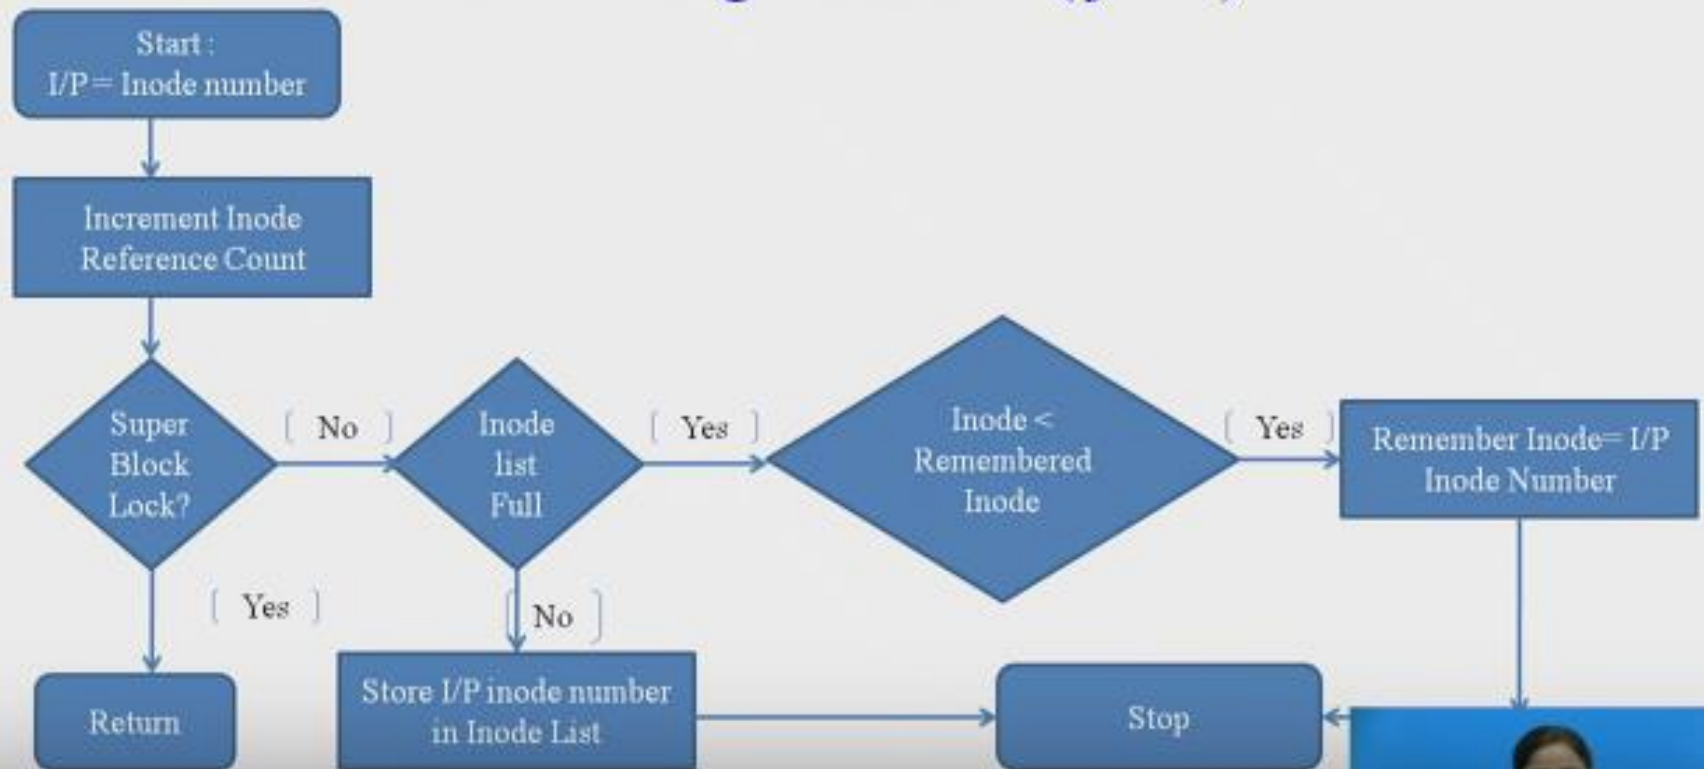 Start :
I/P = Inode number
Increment Inode
Reference Count
Super
Block
Lock?
No
Inode
list
Full
Yes
Inode <
Remembered
Inode
Yes
Remember Inode= I/P
Inode Number
Yes
No
Return
Store I/P inode number
in Inode List
Stop